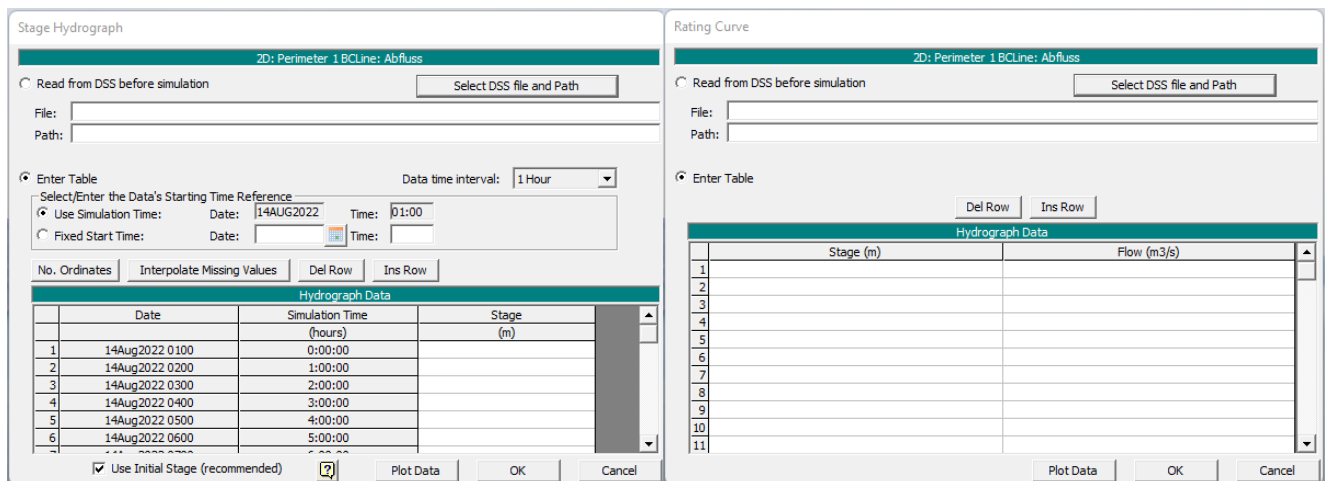 Stage Hydrograph
2D: Perimeter 1 BCLine: Abfluss
Read from DSS before simulation
Select DSS file and Path
File:
Path:
Enter Table
Data time interval: 1 Hour
Select/Enter the Data's Starting Time Reference
Use Simulation Time: Date: 14AUG2022 Time: 01:00
Fixed Start Time: Date: Time:
No. Ordinates Interpolate Missing Values Del Row Ins Row
Hydrograph Data
Date Simulation Time Stage
(hours) (m)
1 14Aug2022 0100 0:00:00
2 14Aug2022 0200 1:00:00
3 14Aug2022 0300 2:00:00
4 14Aug2022 0400 3:00:00
5 14Aug2022 0500 4:00:00
6 14Aug2022 0600 5:00:00
Use Initial Stage (recommended) ? Plot Data OK Cancel
Rating Curve
2D: Perimeter 1 BCLine: Abfluss
Read from DSS before simulation
Select DSS file and Path
File:
Path:
Enter Table
Del Row Ins Row
Hydrograph Data
Stage (m) Flow (m3/s)
1
2
3
4
5
6
7
8
9
10
11
Plot Data OK Cancel